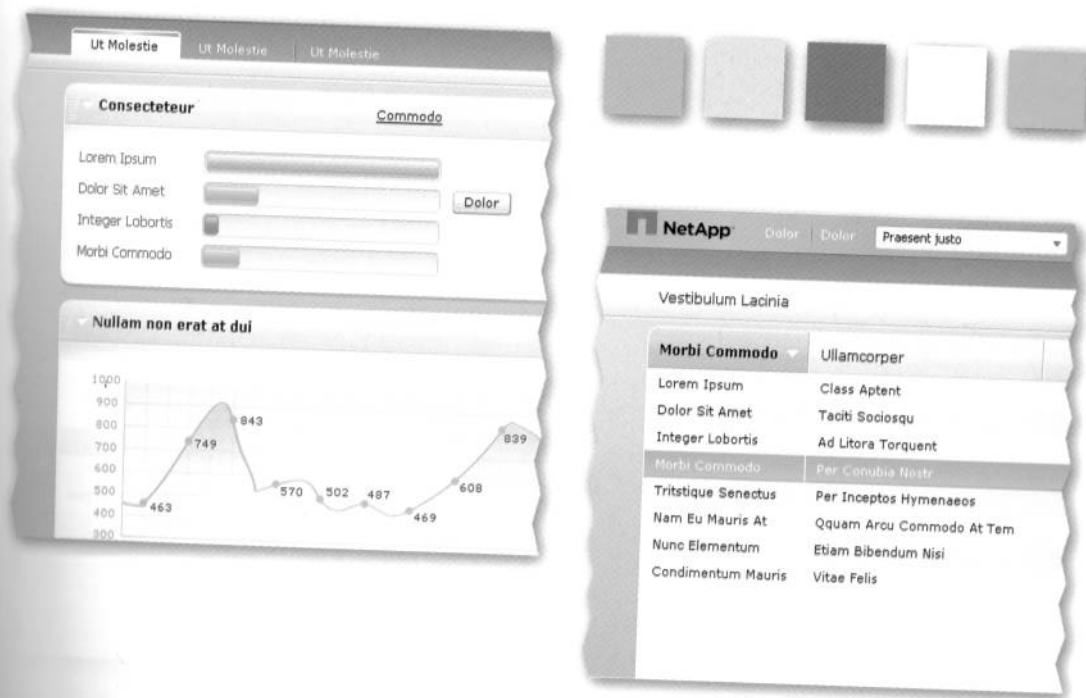 Ut Molestie Ut Molestie Ut Molestie
Consecteteur Commodo
Lorem Ipsum
Dolor Sit Amet
Integer Lobortis
Morbi Commodo
Dolor
Nullam non erat at dui
1000
900
800
700
600
500
400
300
463
749
843
570
502
487
469
608
839
NetApp Dolor Dolor Praesent justo
Vestibulum Lacinia
Morbi Commodo Ullamcorper
Lorem Ipsum Class Aptent
Dolor Sit Amet Taciti Sociosqu
Integer Lobortis Ad Litora Torquent
Morbi Commodo Per Conubia Nostr
Tritstique Senectus Per Inceptos Hymenaeos
Nam Eu Mauris At Qquam Arcu Commodo At Tem
Nunc Elementum Etiam Bibendum Nisi
Condimentum Mauris Vitae Felis